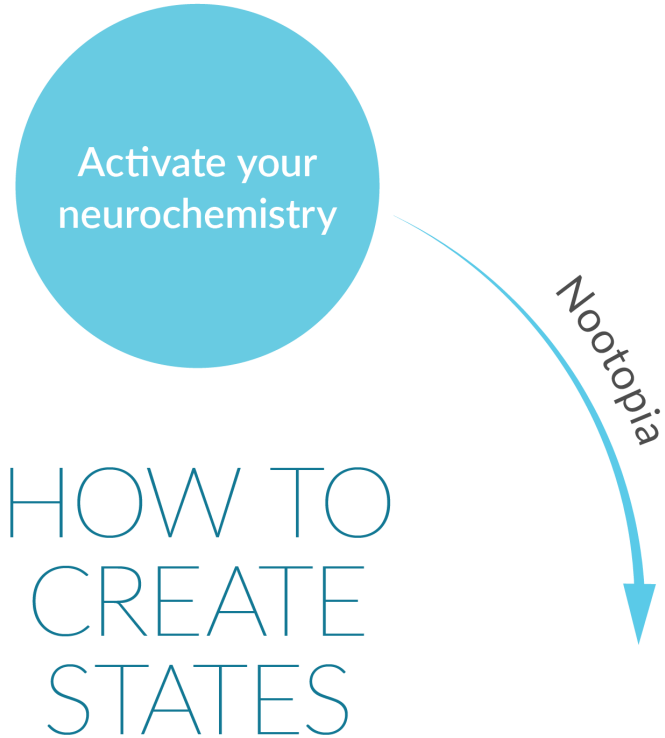 Activate your
neurochemistry
Nootopia
HOW TO
CREATE
STATES